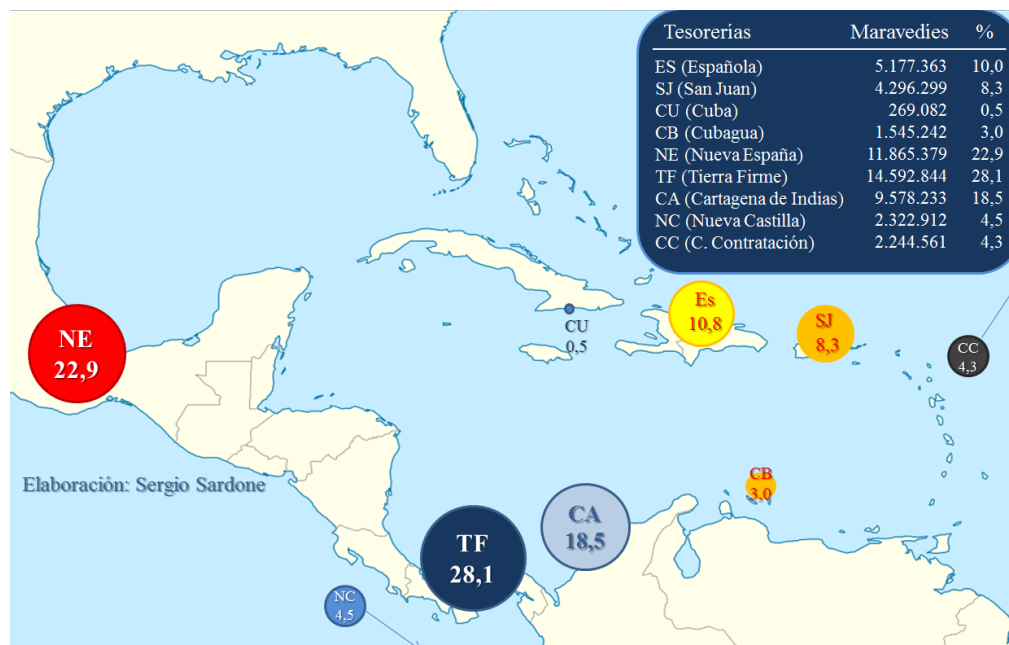 Tesorerías Maravedíes %
ES (Española) 5.177.363 10,0
SJ (San Juan) 4.296.299 8,3
CU (Cuba) 269.082 0,5
CB (Cubagua) 1.545.242 3,0
NE (Nueva España) 11.865.379 22,9
TF (Tierra Firme) 14.592.844 28,1
CA (Cartagena de Indias) 9.578.233 18,5
NC (Nueva Castilla) 2.322.912 4,5
CC (C. Contratación) 2.244.561 4,3
Es
10,8
SJ
8,3
CU
0,5
NE
22,9
CC
4,3
Elaboración: Sergio Sardone
CB
3,0
CA
18,5
TF
28,1
NC
4,5